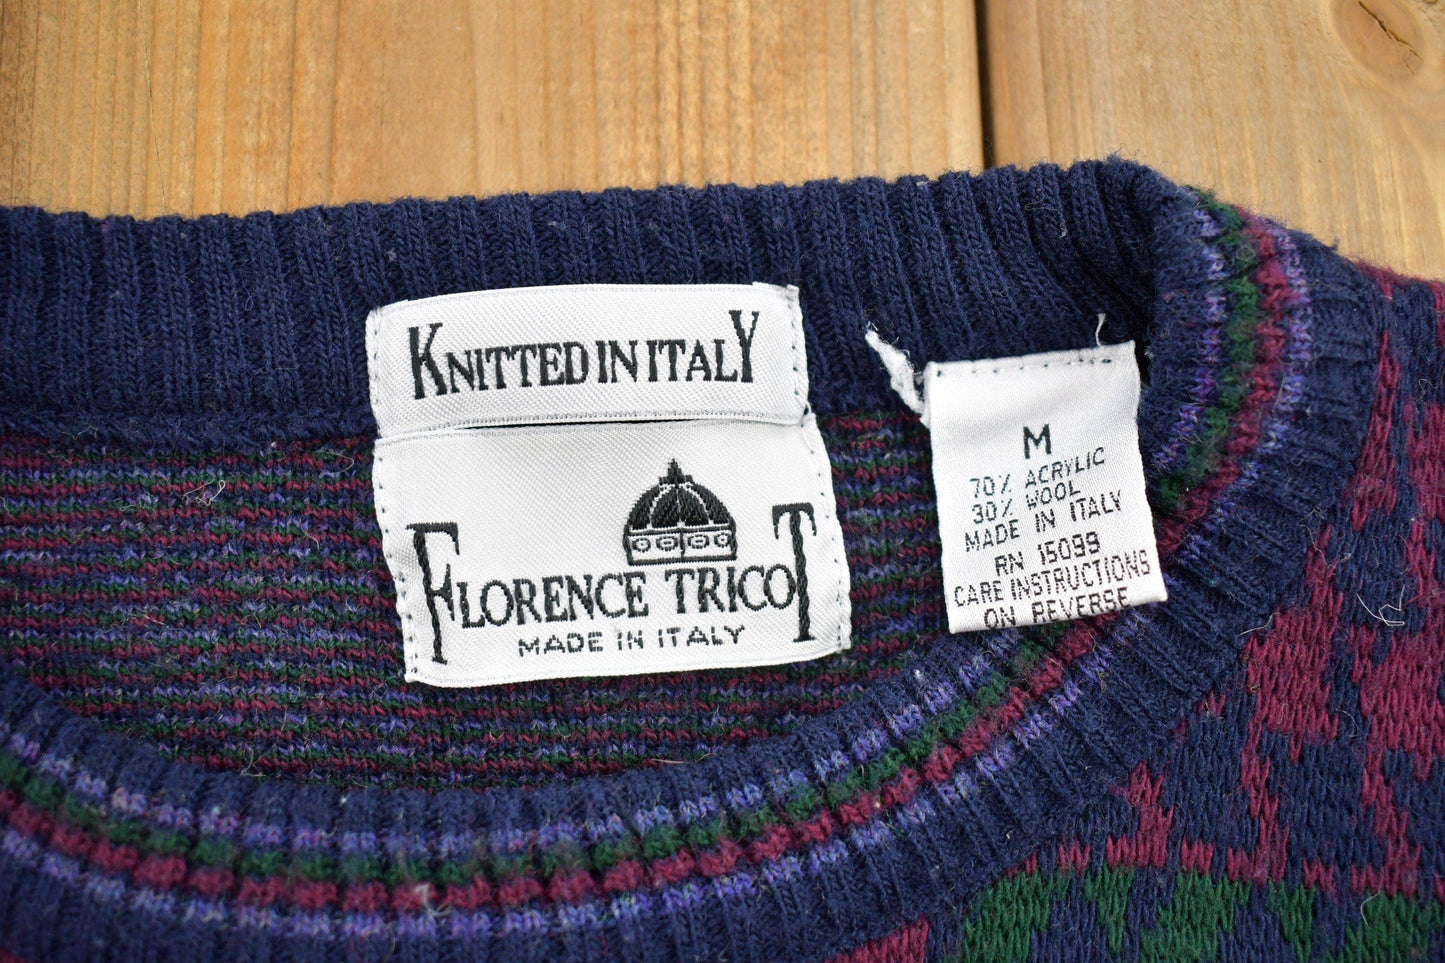 KNITTED IN ITALY
FLORENCE TRICOT
MADE IN ITALY
M
70% ACRYLIC
30% WOOL
MADE IN ITALY
RN 15099
CARE INSTRUCTIONS
ON REVERSE